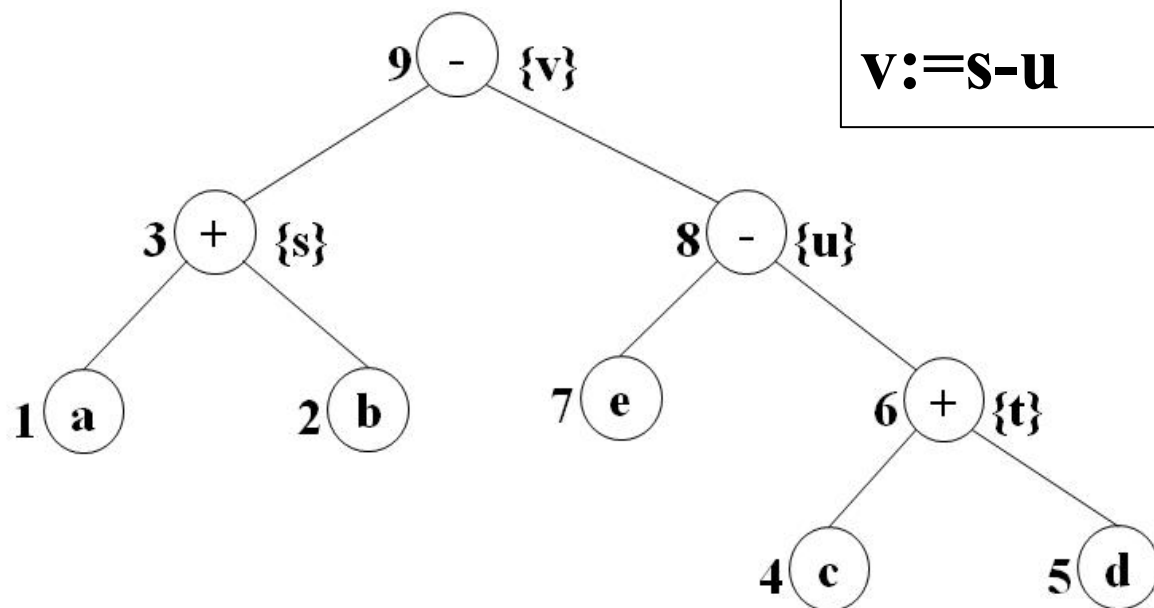 v:=s-u
9 - {v}
3 + {s}
8 - {u}
1 a
2 b
7 e
6 + {t}
4 c
5 d